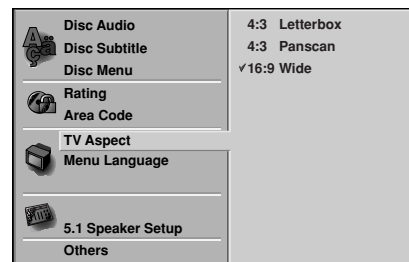 Disc Audio
Disc Subtitle
Disc Menu
Rating
Area Code
TV Aspect
Menu Language
5.1 Speaker Setup
Others
4:3 Letterbox
4:3 Panscan
✓16:9 Wide